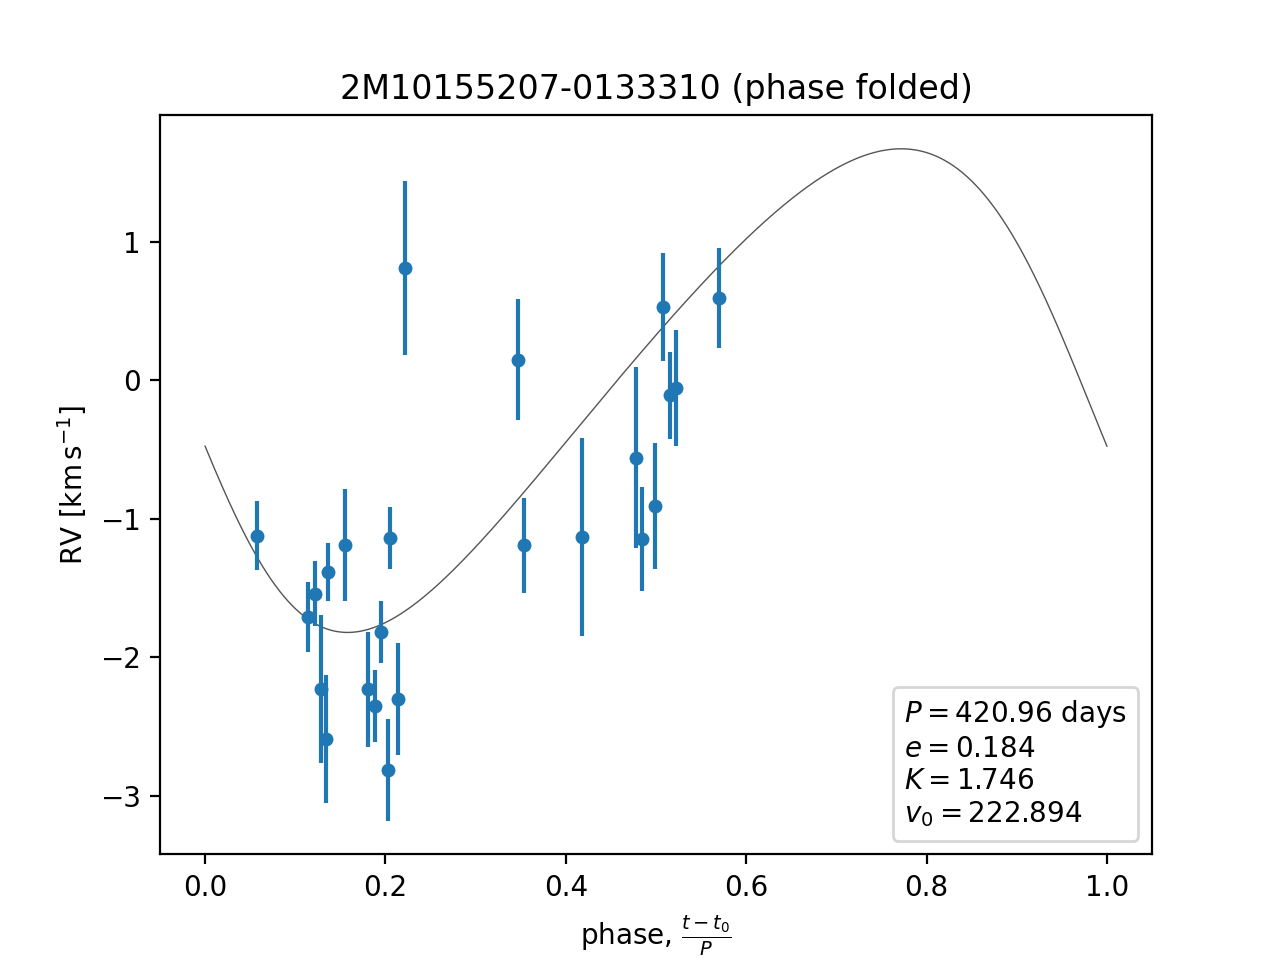 2M10155207-0133310 (phase folded)
RV [km s⁻¹]
1
0
−1
−2
−3
P = 420.96 days
e = 0.184
K = 1.746
v₀ = 222.894
0.0 0.2 0.4 0.6 0.8 1.0
phase, (t − t₀)/P